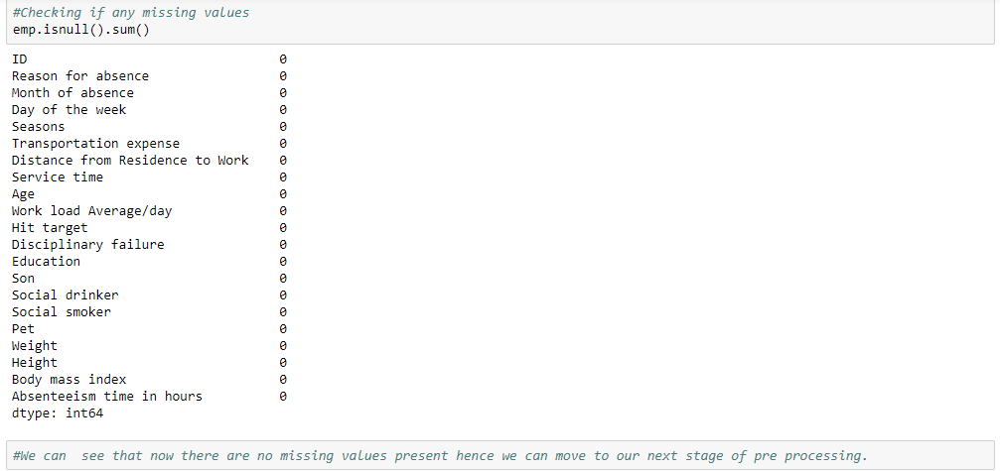 #Checking if any missing values
emp.isnull().sum()
ID 0
Reason for absence 0
Month of absence 0
Day of the week 0
Seasons 0
Transportation expense 0
Distance from Residence to Work 0
Service time 0
Age 0
Work load Average/day 0
Hit target 0
Disciplinary failure 0
Education 0
Son 0
Social drinker 0
Social smoker 0
Pet 0
Weight 0
Height 0
Body mass index 0
Absenteeism time in hours 0
dtype: int64
#We can  see that now there are no missing values present hence we can move to our next stage of pre processing.